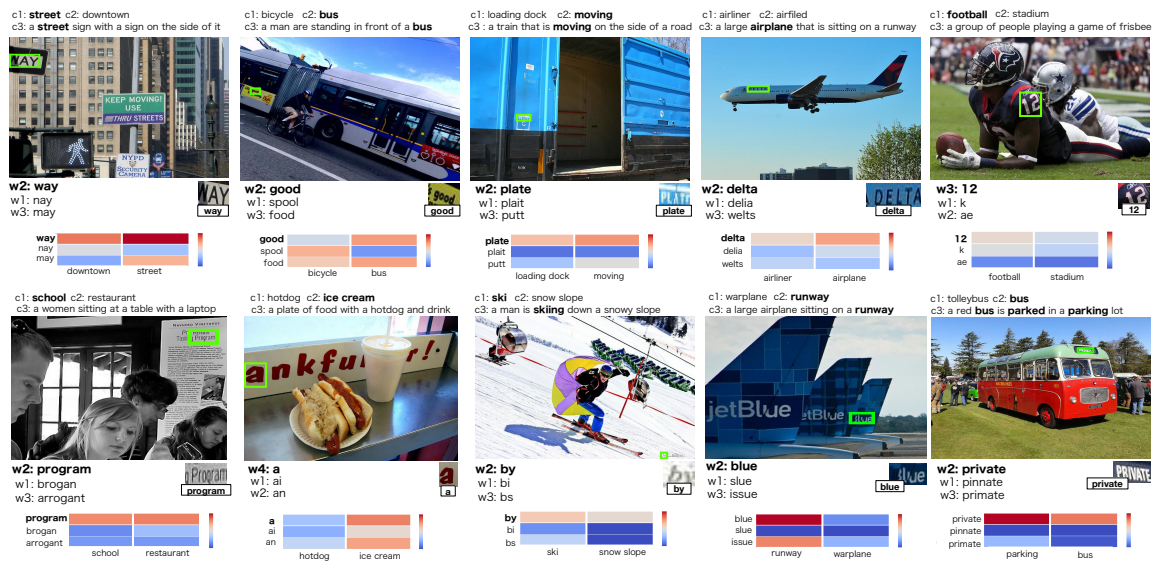 c1: street c2: downtown
c3: a street sign with a sign on the side of it
WAY
KEEP MOVING!
USE
THRU STREETS
NYPD
SECURITY
CAMERA
w2: way
w1: nay
w3: may
WAY
way
way
nay
may
downtown street
c1: bicycle c2: bus
c3: a man are standing in front of a bus
good
w2: good
w1: spool
w3: food
good
good
good
spool
food
bicycle bus
c1: loading dock c2: moving
c3 : a train that is moving on the side of a road
w2: plate
w1: plait
w3: putt
PLATE
plate
plate
plait
putt
loading dock moving
c1: airliner c2: airfiled
c3: a large airplane that is sitting on a runway
DELTA
w2: delta
w1: delia
w3: welts
DELTA
delta
delta
delia
welts
airliner airplane
c1: football c2: stadium
c3: a group of people playing a game of frisbee
12
w3: 12
w1: k
w2: ae
12
12
12
k
ae
football stadium
c1: school c2: restaurant
c3: a women sitting at a table with a laptop
Program
w2: program
w1: brogan
w3: arrogant
g Program
program
program
brogan
arrogant
school restaurant
c1: hotdog c2: ice cream
c3: a plate of food with a hotdog and drink
ankful r!
w4: a
w1: ai
w2: an
a
a
a
ai
an
hotdog ice cream
c1: ski c2: snow slope
c3: a man is skiing down a snowy slope
w2: by
w1: bi
w3: bs
by
by
by
bi
bs
ski snow slope
c1: warplane c2: runway
c3: a large airplane sitting on a runway
jetBlue
etBlue
Blue
w2: blue
w1: slue
w3: issue
Blue
blue
blue
slue
issue
runway warplane
c1: tolleybus c2: bus
c3: a red bus is parked in a parking lot
w2: private
w1: pinnate
w3: primate
PRIVATE
private
private
pinnate
primate
parking bus